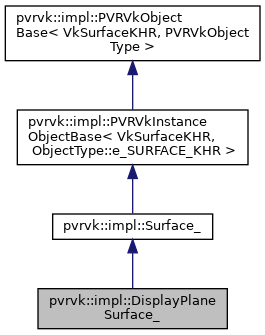 pvrvk::impl::PVRVkObject
Base< VkSurfaceKHR, PVRVkObject
Type >
pvrvk::impl::PVRVkInstance
ObjectBase< VkSurfaceKHR,
ObjectType::e_SURFACE_KHR >
pvrvk::impl::Surface_
pvrvk::impl::DisplayPlane
Surface_